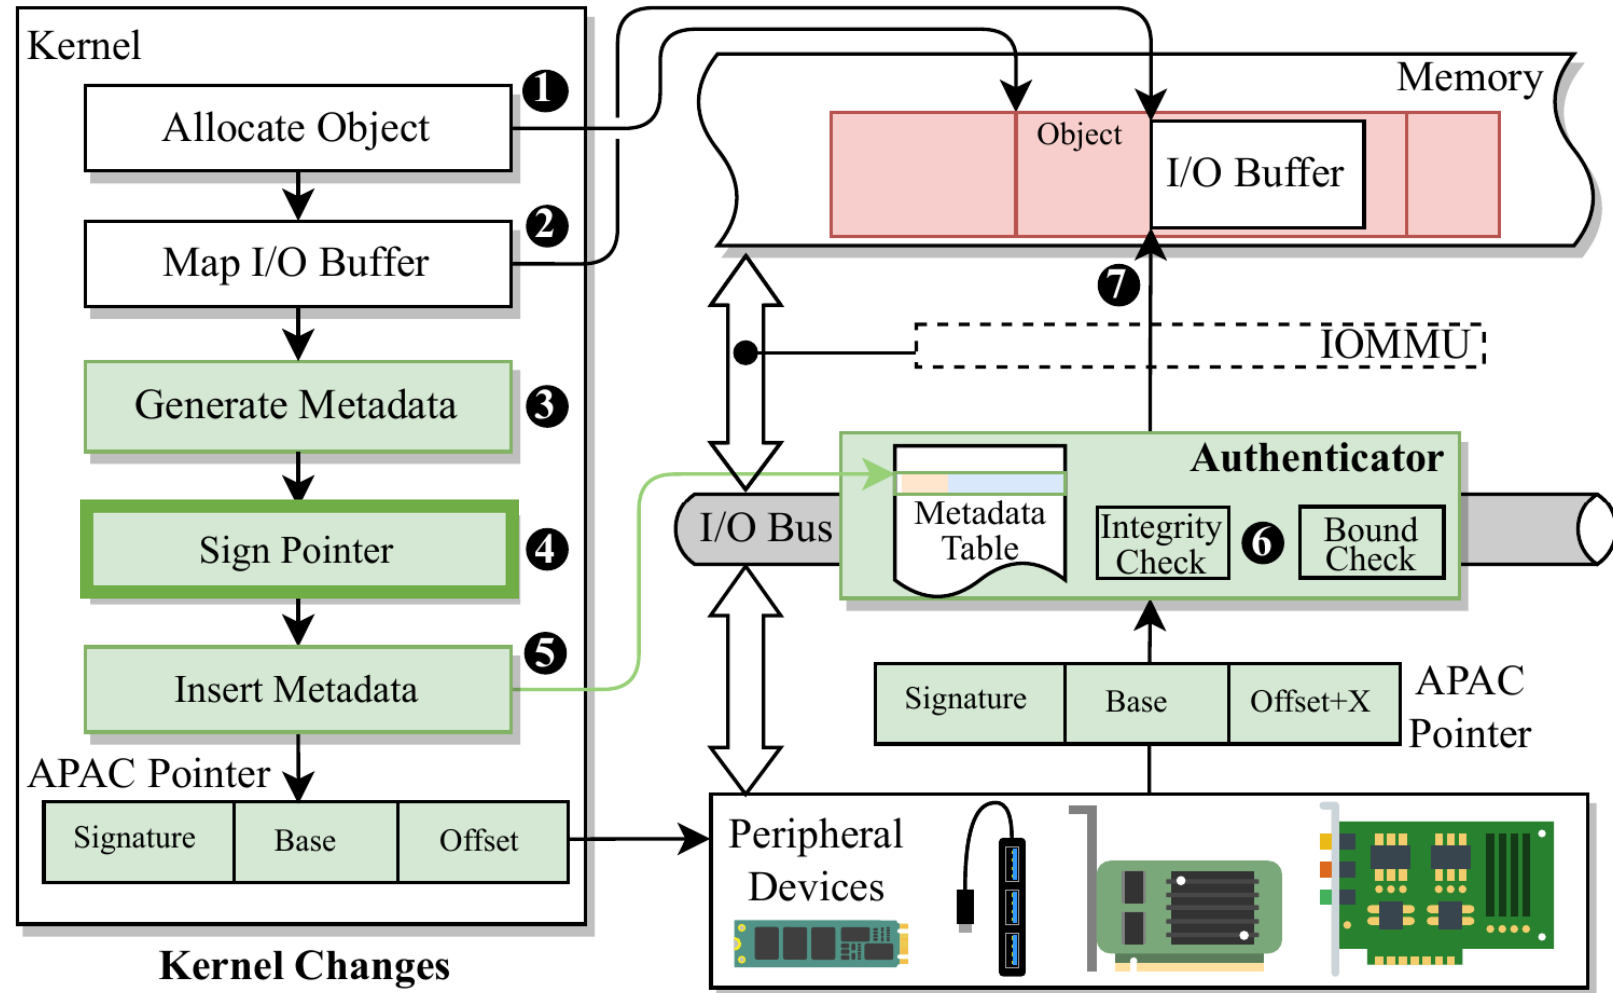 Kernel
1
Allocate Object
2
Map I/O Buffer
3
Generate Metadata
4
Sign Pointer
5
Insert Metadata
APAC Pointer
Signature Base Offset
Kernel Changes
Memory
Object
I/O Buffer
7
IOMMU
Authenticator
I/O Bus
Metadata
Table
Integrity
Check
6
Bound
Check
Signature Base Offset+X
APAC
Pointer
Peripheral
Devices